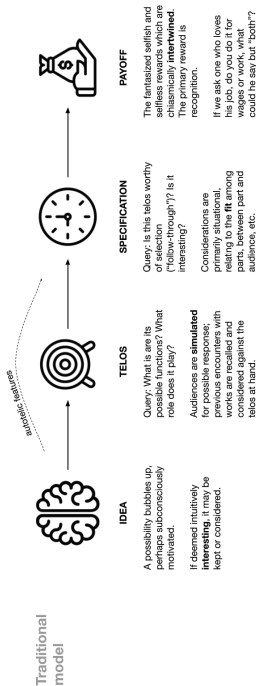 Traditional
model
autotelic features
IDEA
A possibility bubbles up,
perhaps subconsciously
motivated.
If deemed intuitively
interesting, it may be
kept or considered.
TELOS
Query: What is are its
possible functions? What
role does it play?
Audiences are simulated
for possible response;
previous encounters with
works are recalled and
considered against the
telos at hand.
SPECIFICATION
Query: Is this telos worthy
of selection
("follow-through")? Is it
interesting?
Considerations are
primarily situational,
relating to the fit among
parts, between part and
audience, etc.
PAYOFF
The fantasized selfish and
selfless rewards which are
chiasmically intertwined.
The primary reward is
recognition.
If we ask one who loves
his job, do you do it for
wages or work, what
could he say but "both"?